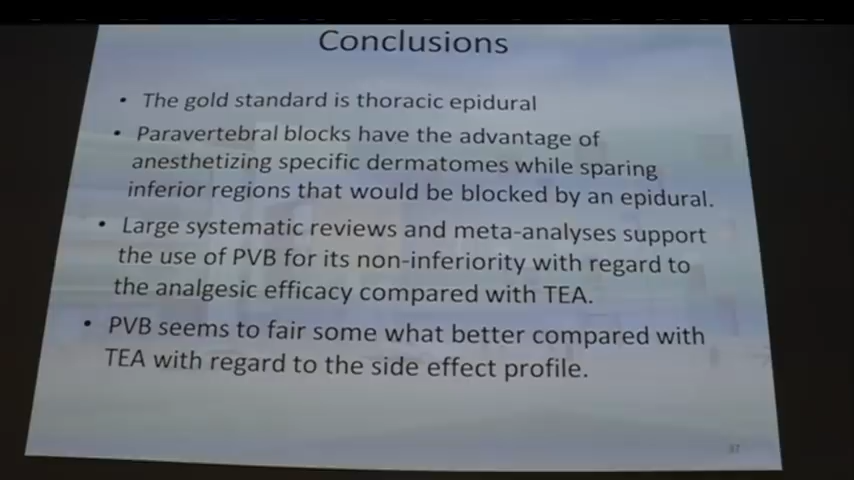 Conclusions
• The gold standard is thoracic epidural
• Paravertebral blocks have the advantage of
anesthetizing specific dermatomes while sparing
inferior regions that would be blocked by an epidural.
• Large systematic reviews and meta-analyses support
the use of PVB for its non-inferiority with regard to
the analgesic efficacy compared with TEA.
• PVB seems to fair some what better compared with
TEA with regard to the side effect profile.